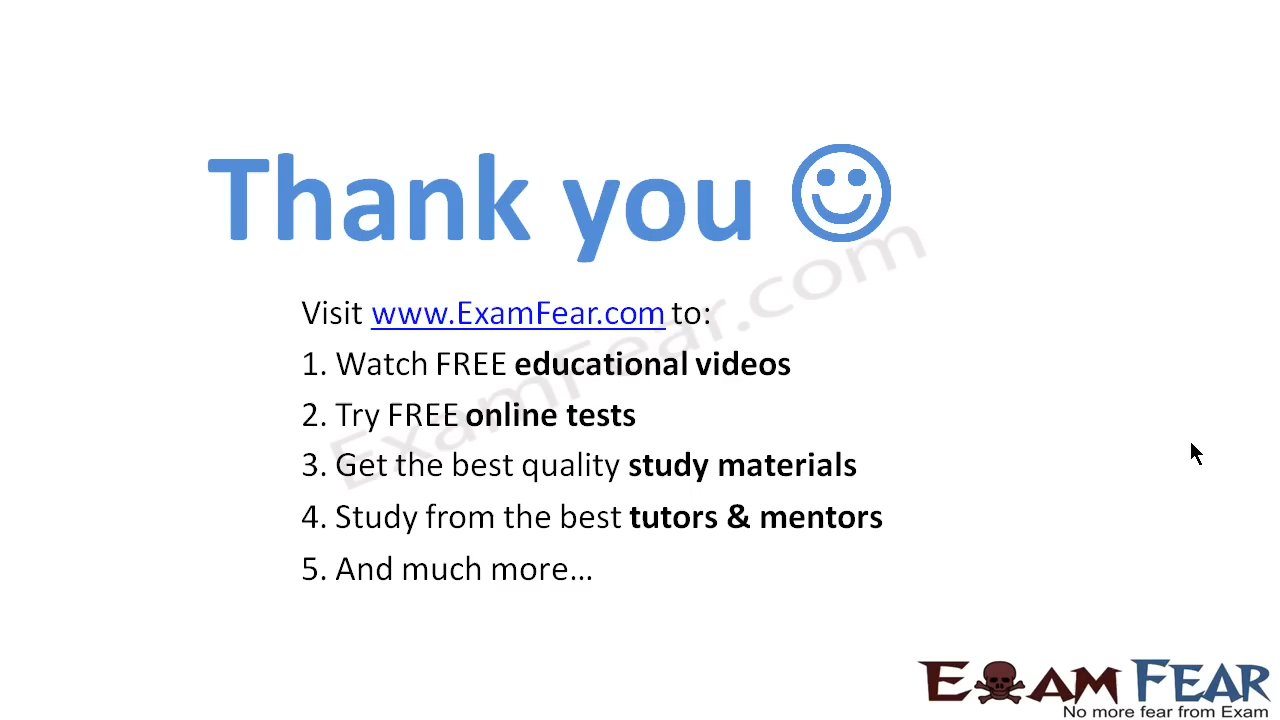 Thank you
Visit www.ExamFear.com to:
1. Watch FREE educational videos
2. Try FREE online tests
3. Get the best quality study materials
4. Study from the best tutors & mentors
5. And much more...
ExamFear.com
EXAM FEAR
No more fear from Exam